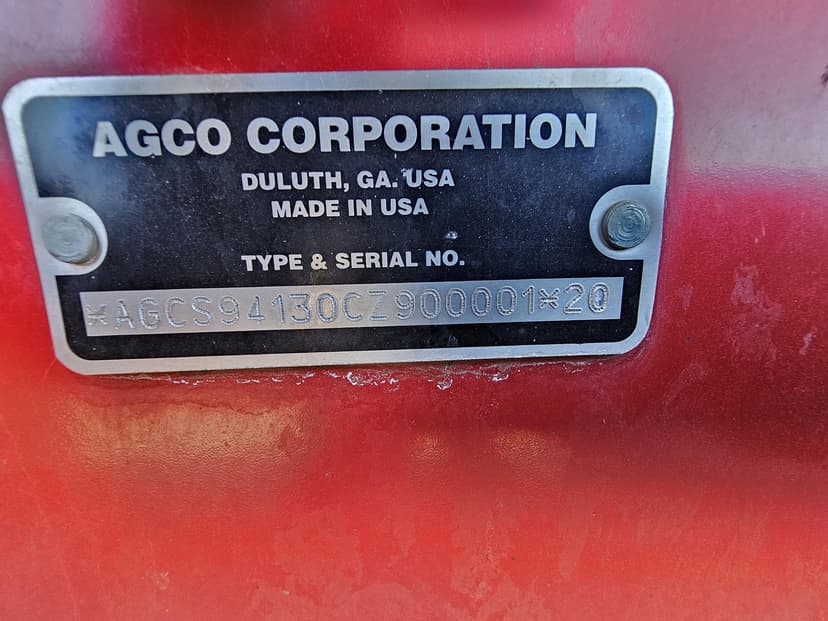 AGCO CORPORATION
DULUTH, GA. USA
MADE IN USA
TYPE & SERIAL NO.
*AGCS94130CZ900001*20